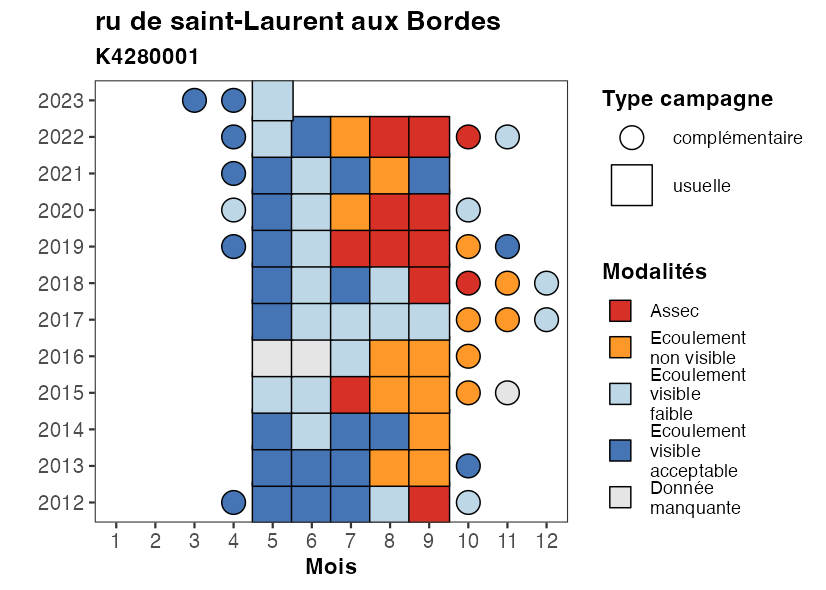 ru de saint-Laurent aux Bordes
K4280001
2023
2022
2021
2020
2019
2018
2017
2016
2015
2014
2013
2012
1 2 3 4 5 6 7 8 9 10 11 12
Mois
Type campagne
complémentaire
usuelle
Modalités
Assec
Ecoulement
non visible
Ecoulement
visible
faible
Ecoulement
visible
acceptable
Donnée
manquante